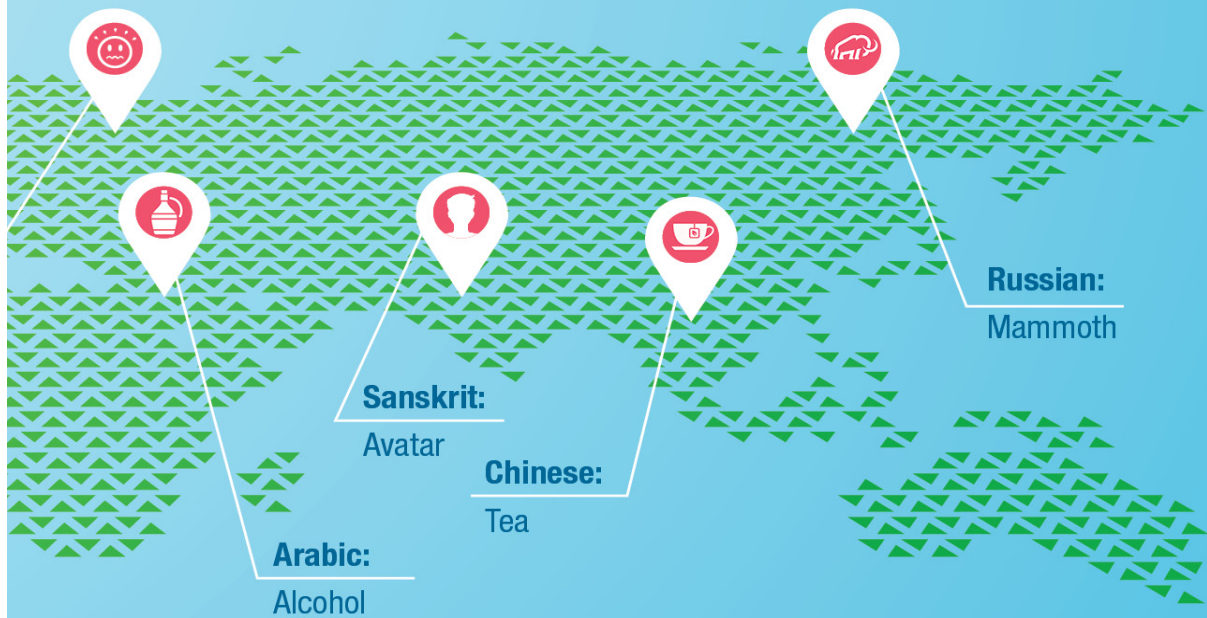 Russian:
Mammoth
Sanskrit:
Avatar
Chinese:
Tea
Arabic:
Alcohol